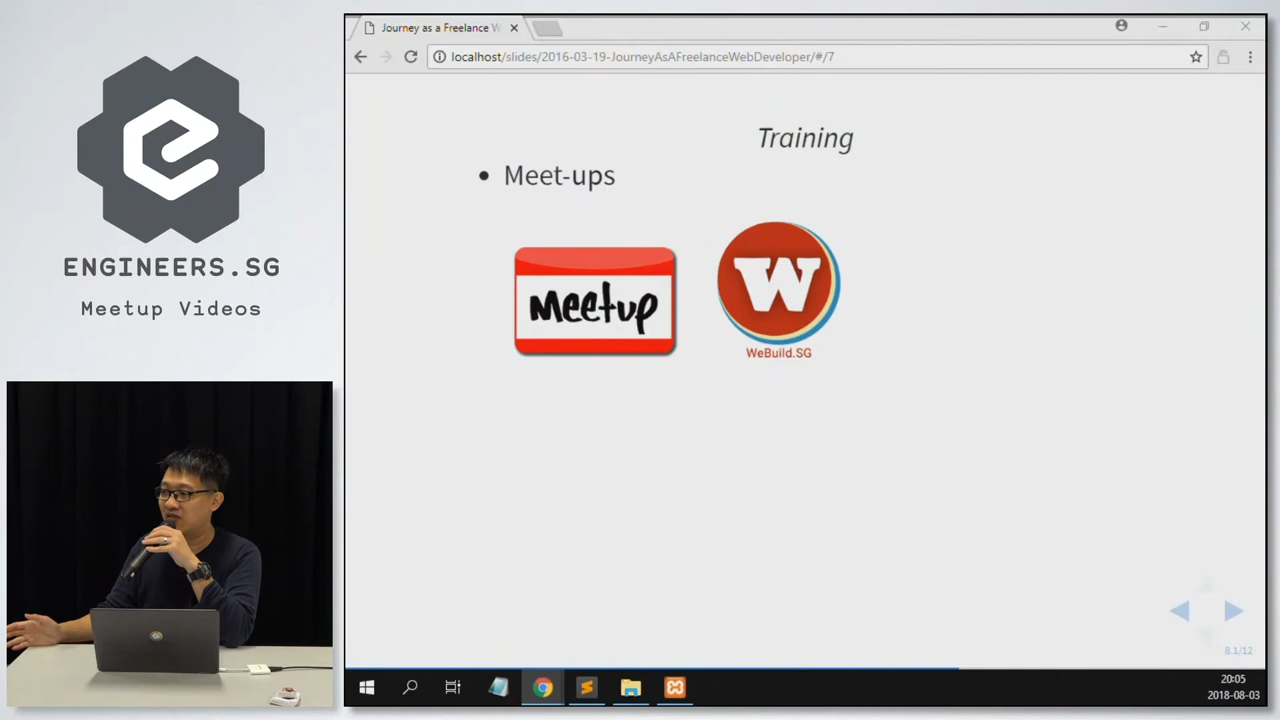 ENGINEERS.SG
Meetup Videos
Journey as a Freelance W
localhost/slides/2016-03-19-JourneyAsAFreelanceWebDeveloper/#/7
Training
• Meet-ups
Meetup
W
WeBuild.SG
8.1/12
20:05
2018-08-03